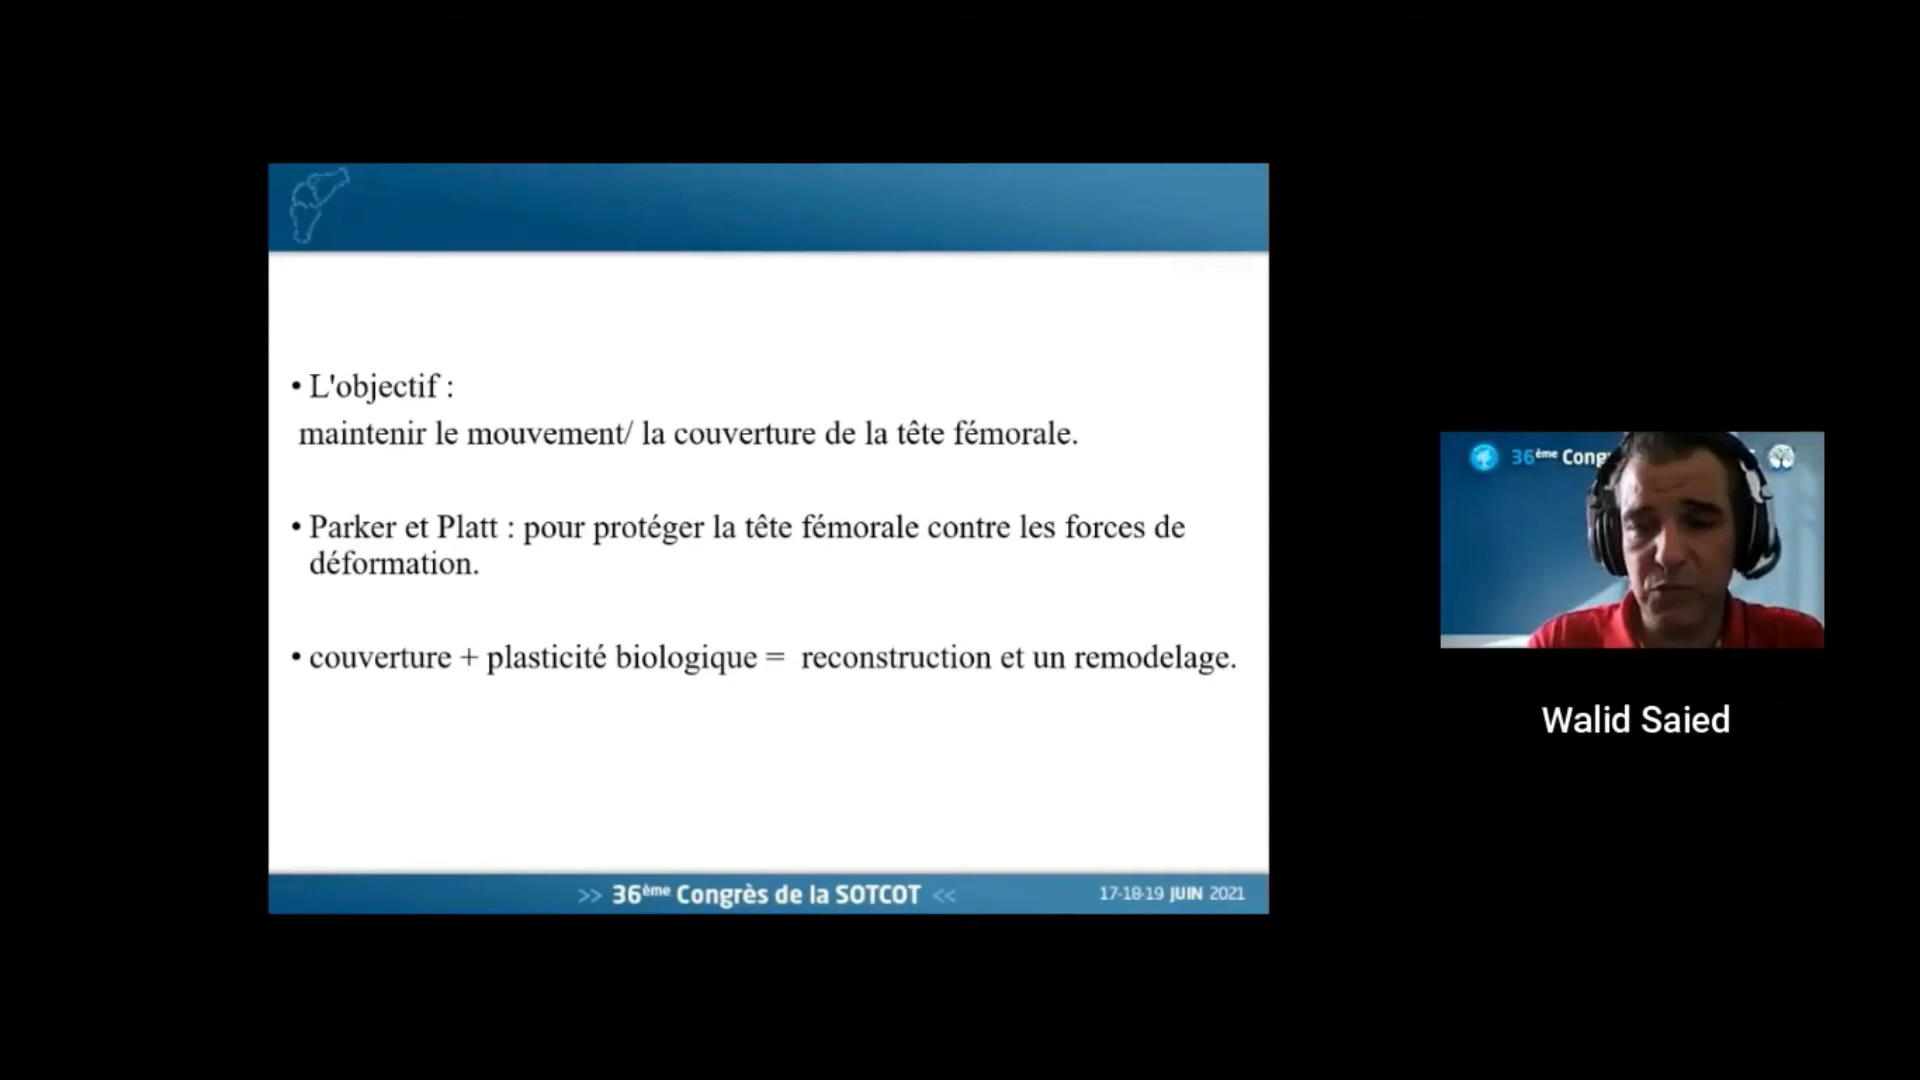 • L'objectif :
maintenir le mouvement/ la couverture de la tête fémorale.
• Parker et Platt : pour protéger la tête fémorale contre les forces de
déformation.
• couverture + plasticité biologique = reconstruction et un remodelage.
>> 36ème Congrès de la SOTCOT <<
17-18-19 JUIN 2021
36ème Cong
Walid Saied